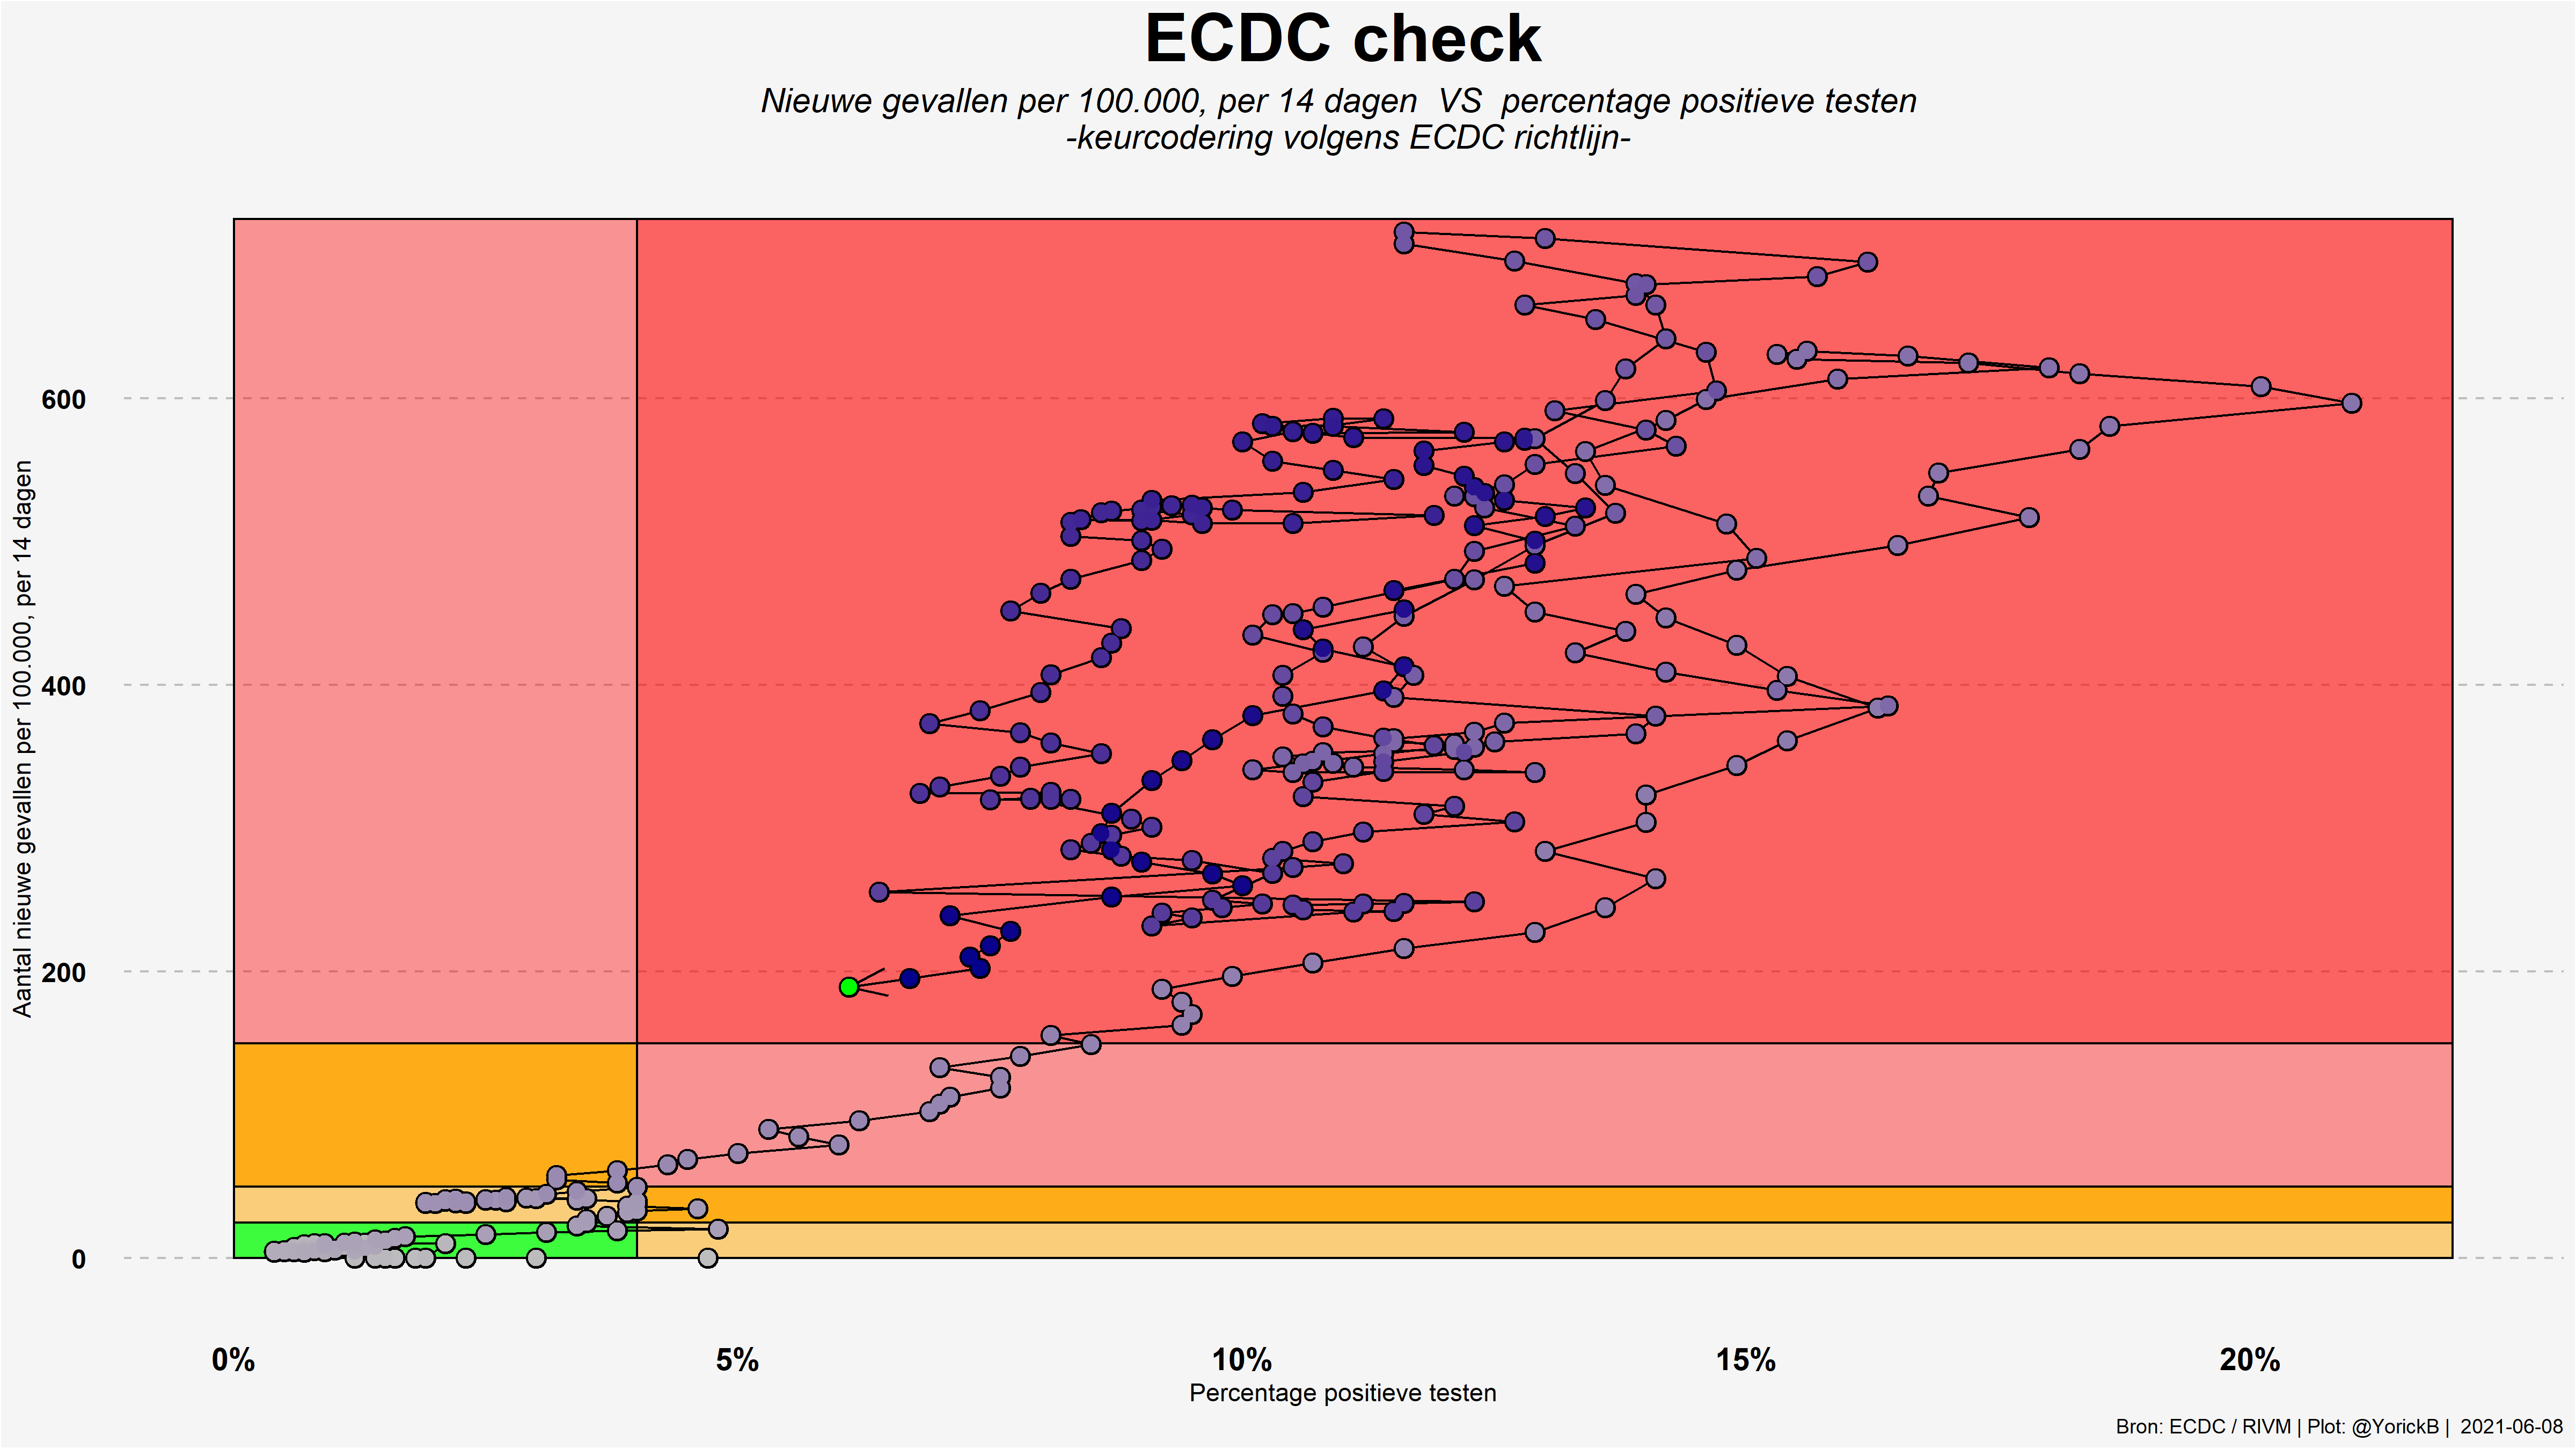 ECDC check
Nieuwe gevallen per 100.000, per 14 dagen  VS  percentage positieve testen
-keurcodering volgens ECDC richtlijn-
Aantal nieuwe gevallen per 100.000, per 14 dagen
600
400
200
0
0%
5%
10%
15%
20%
Percentage positieve testen
Bron: ECDC / RIVM | Plot: @YorickB |  2021-06-08